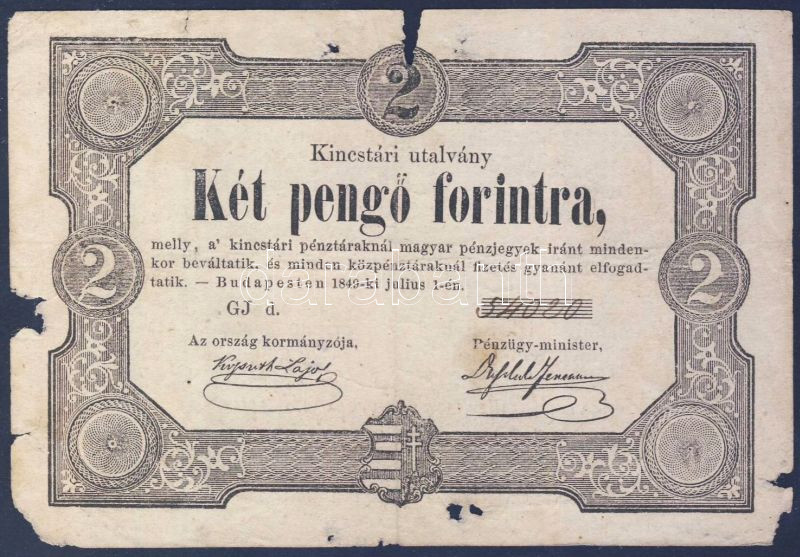 2
Kincstári utalvány
Két pengő forintra,
melly, a' kincstári pénztáraknál magyar pénzjegyek iránt minden-
kor beváltatik, és minden közpénztáraknál fizetés gyanánt elfogad-
tatik. — Budapesten 1849-ki julius 1-én.
2
2
GJ d.
54020
Az ország kormányzója,
Pénzügy-minister,
Kossuth Lajos
darabanth